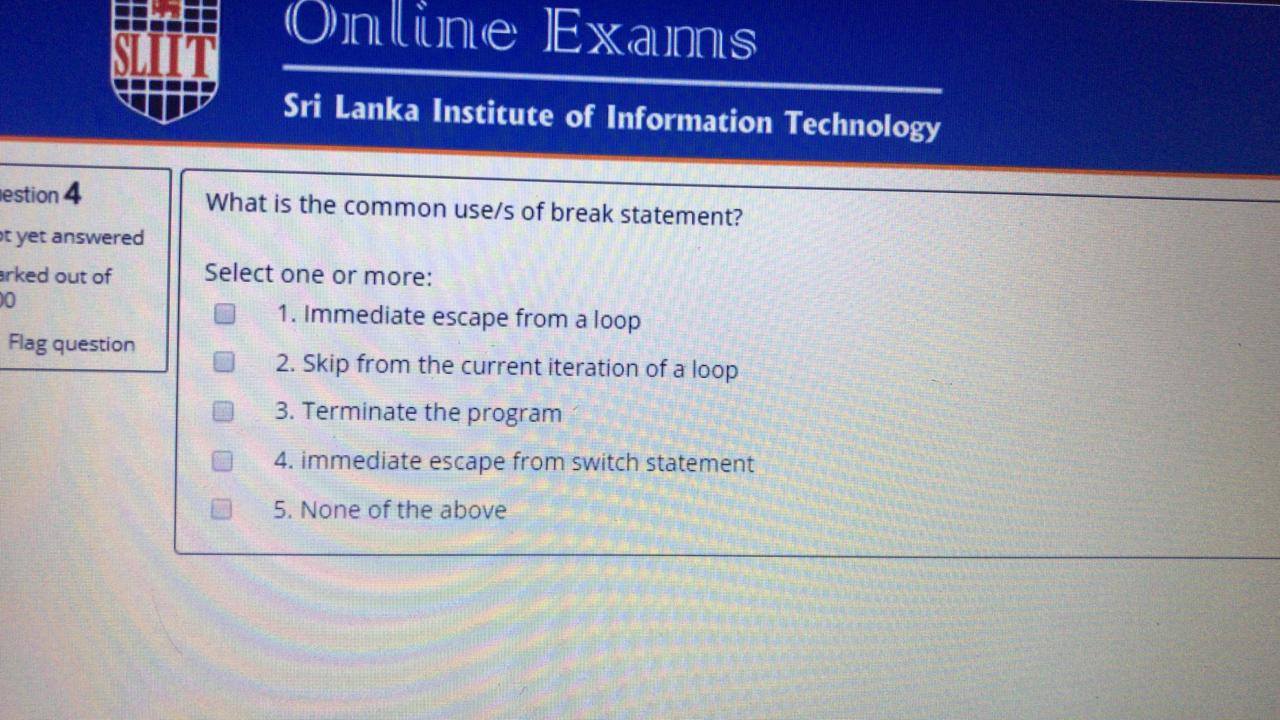 SLIIT
Online Exams
Sri Lanka Institute of Information Technology
estion 4
ot yet answered
arked out of
00
Flag question
What is the common use/s of break statement?
Select one or more:
1. Immediate escape from a loop
2. Skip from the current iteration of a loop
3. Terminate the program
4. immediate escape from switch statement
5. None of the above